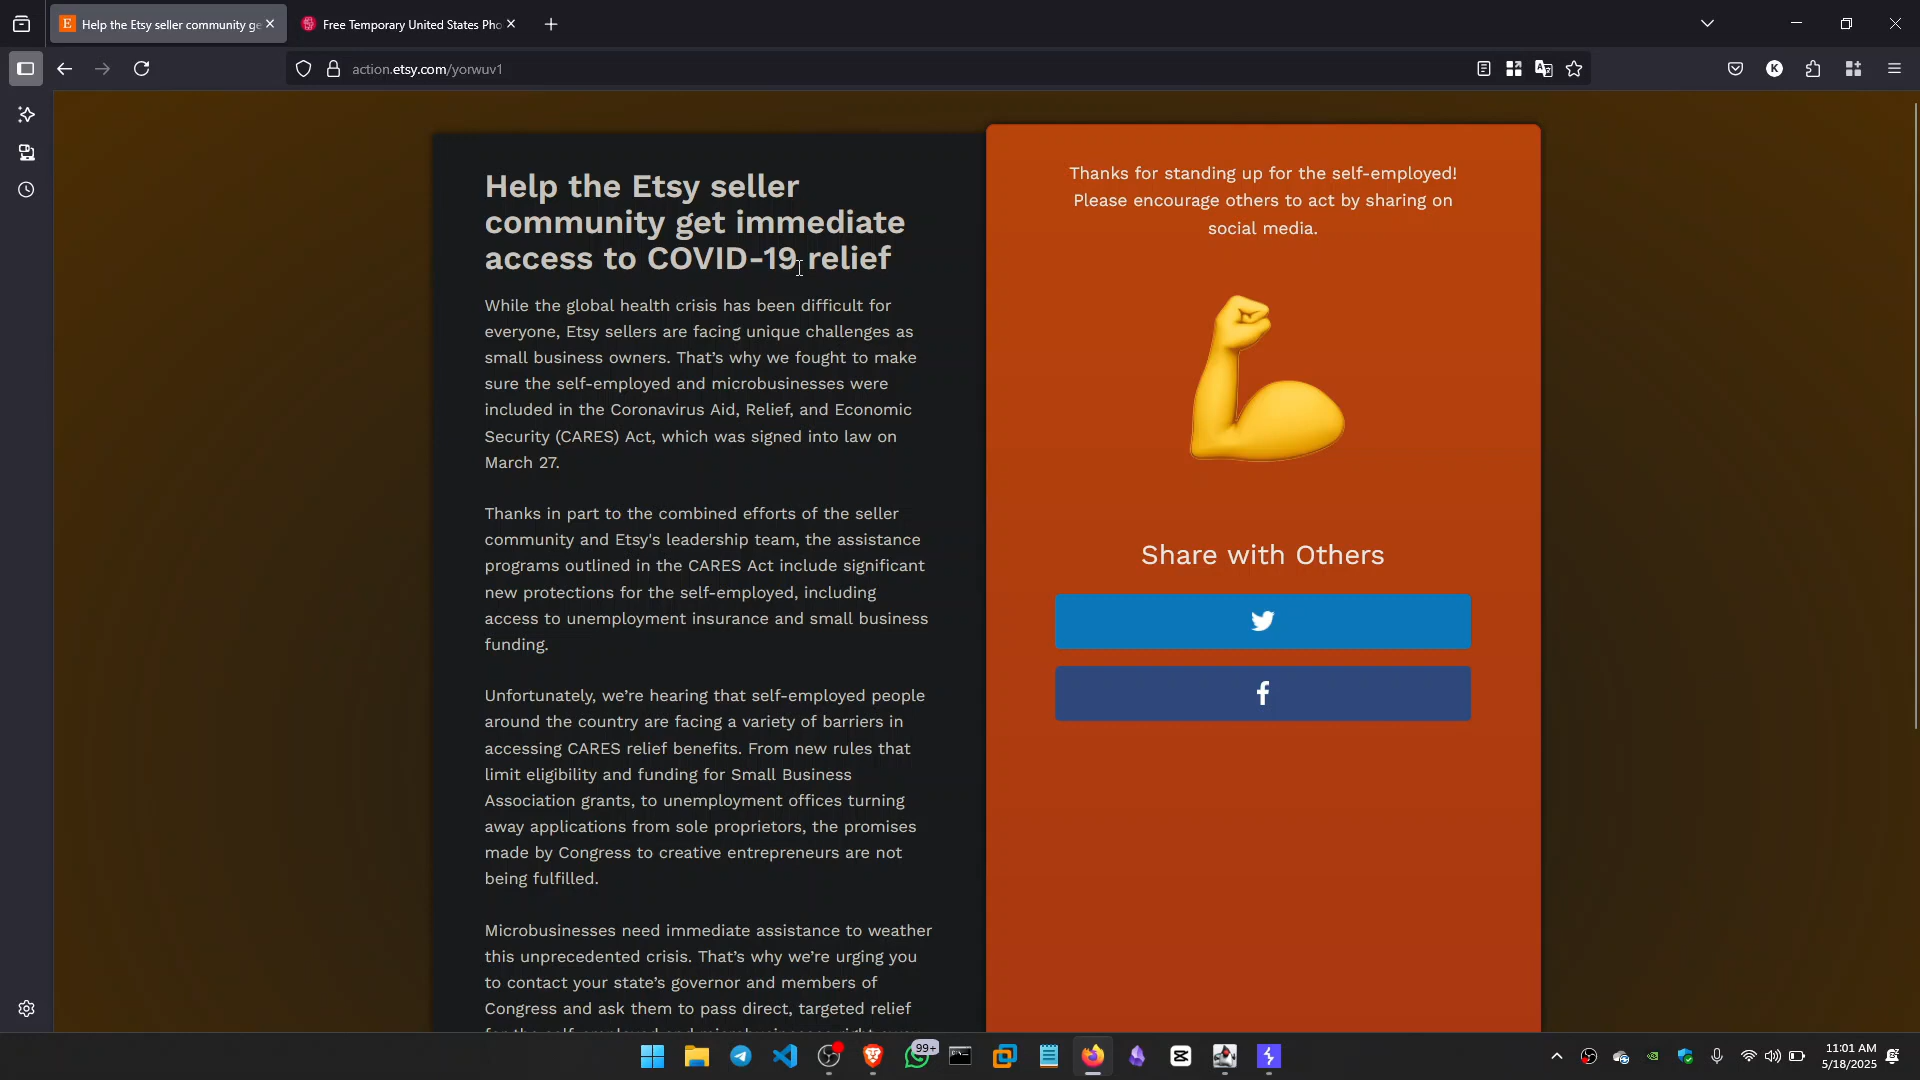 Help the Etsy seller community ge
Free Temporary United States Pho
action.etsy.com/yorwuv1
K
Help the Etsy seller
community get immediate
access to COVID-19 relief
While the global health crisis has been difficult for
everyone, Etsy sellers are facing unique challenges as
small business owners. That’s why we fought to make
sure the self-employed and microbusinesses were
included in the Coronavirus Aid, Relief, and Economic
Security (CARES) Act, which was signed into law on
March 27.
Thanks in part to the combined efforts of the seller
community and Etsy's leadership team, the assistance
programs outlined in the CARES Act include significant
new protections for the self-employed, including
access to unemployment insurance and small business
funding.
Unfortunately, we’re hearing that self-employed people
around the country are facing a variety of barriers in
accessing CARES relief benefits. From new rules that
limit eligibility and funding for Small Business
Association grants, to unemployment offices turning
away applications from sole proprietors, the promises
made by Congress to creative entrepreneurs are not
being fulfilled.
Microbusinesses need immediate assistance to weather
this unprecedented crisis. That’s why we’re urging you
to contact your state’s governor and members of
Congress and ask them to pass direct, targeted relief
Thanks for standing up for the self-employed!
Please encourage others to act by sharing on
social media.
Share with Others
99+
11:01 AM
5/18/2025